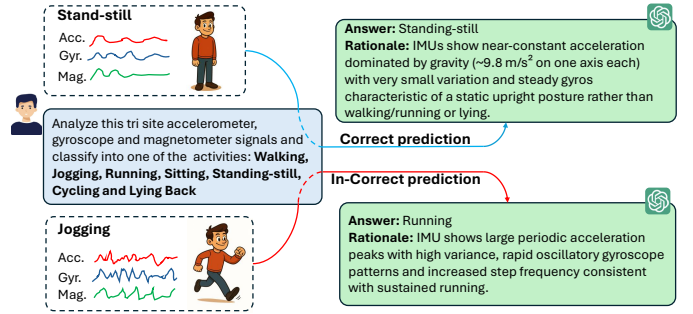 Stand-still
Acc.
Gyr.
Mag.
Answer: Standing-still
Rationale: IMUs show near-constant acceleration
dominated by gravity (~9.8 m/s² on one axis each)
with very small variation and steady gyros
characteristic of a static upright posture rather than
walking/running or lying.
Analyze this tri site accelerometer,
gyroscope and magnetometer signals and
classify into one of the activities: Walking,
Jogging, Running, Sitting, Standing-still,
Cycling and Lying Back
Correct prediction
In-Correct prediction
Jogging
Acc.
Gyr.
Mag.
Answer: Running
Rationale: IMU shows large periodic acceleration
peaks with high variance, rapid oscillatory gyroscope
patterns and increased step frequency consistent
with sustained running.